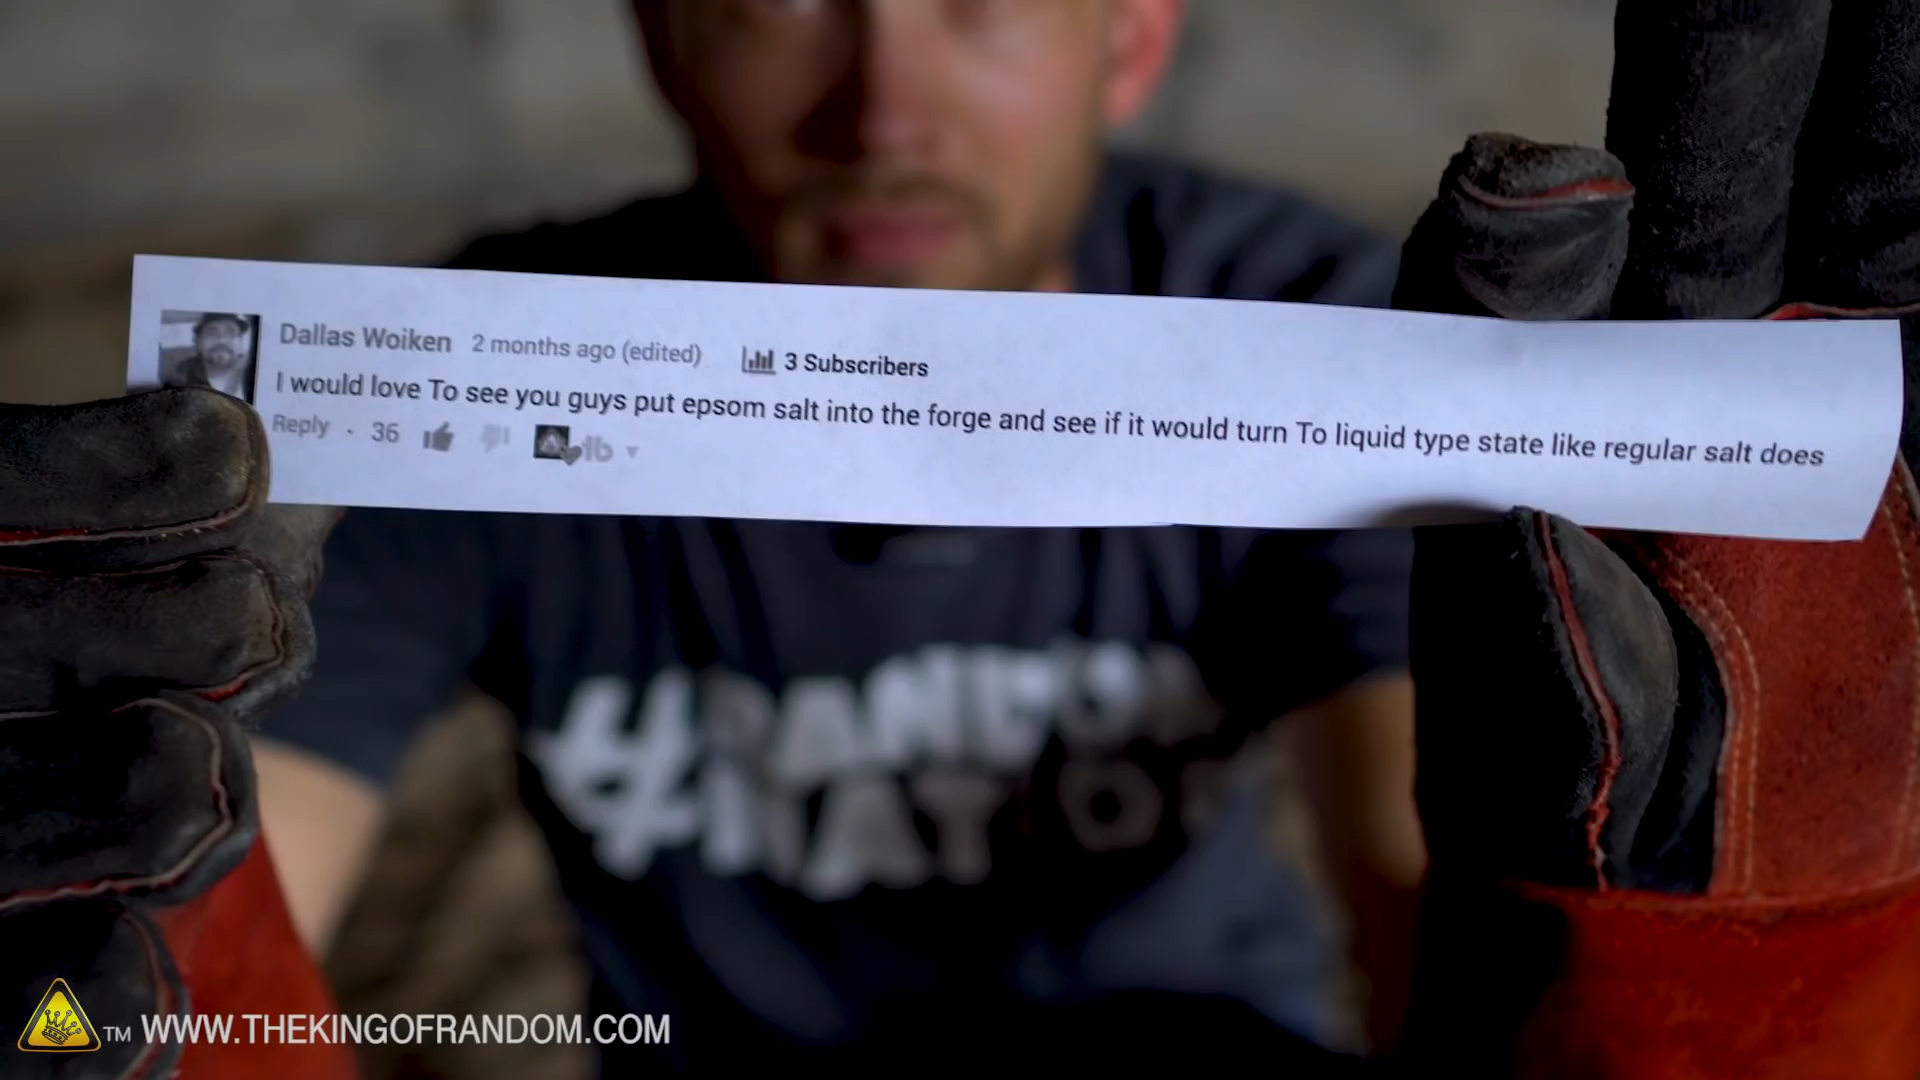 Dallas Woiken 2 months ago (edited) 3 Subscribers
I would love To see you guys put epsom salt into the forge and see if it would turn To liquid type state like regular salt does
Reply · 36
TM WWW.THEKINGOFRANDOM.COM